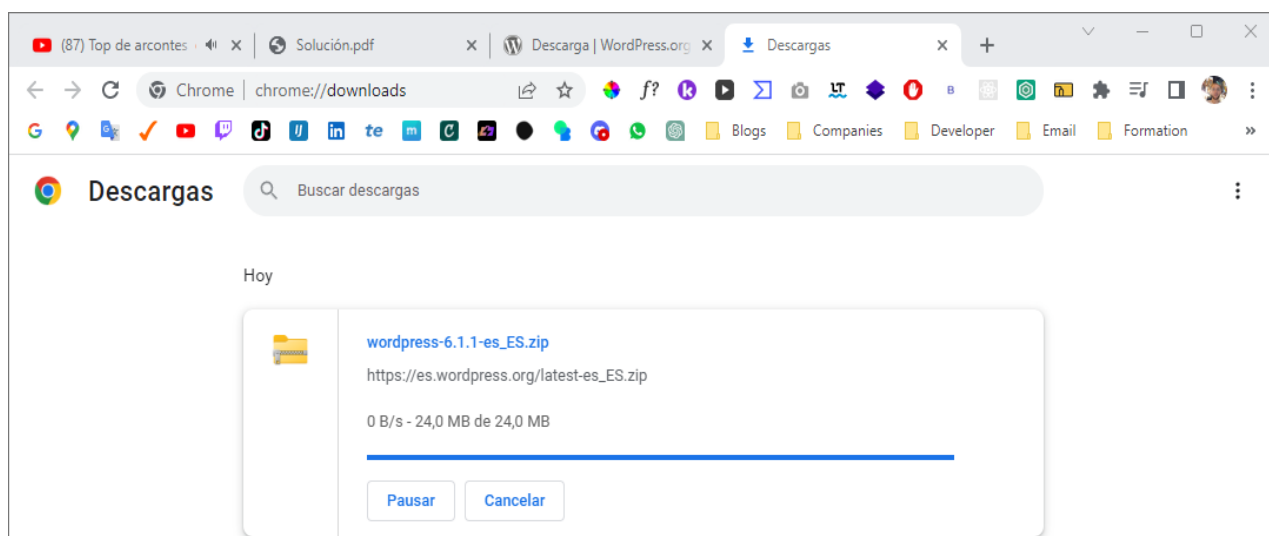 (87) Top de arcontes
Solución.pdf
Descarga | WordPress.org
Descargas
Chrome | chrome://downloads
Blogs
Companies
Developer
Email
Formation
Descargas
Buscar descargas
Hoy
wordpress-6.1.1-es_ES.zip
https://es.wordpress.org/latest-es_ES.zip
0 B/s - 24,0 MB de 24,0 MB
Pausar
Cancelar